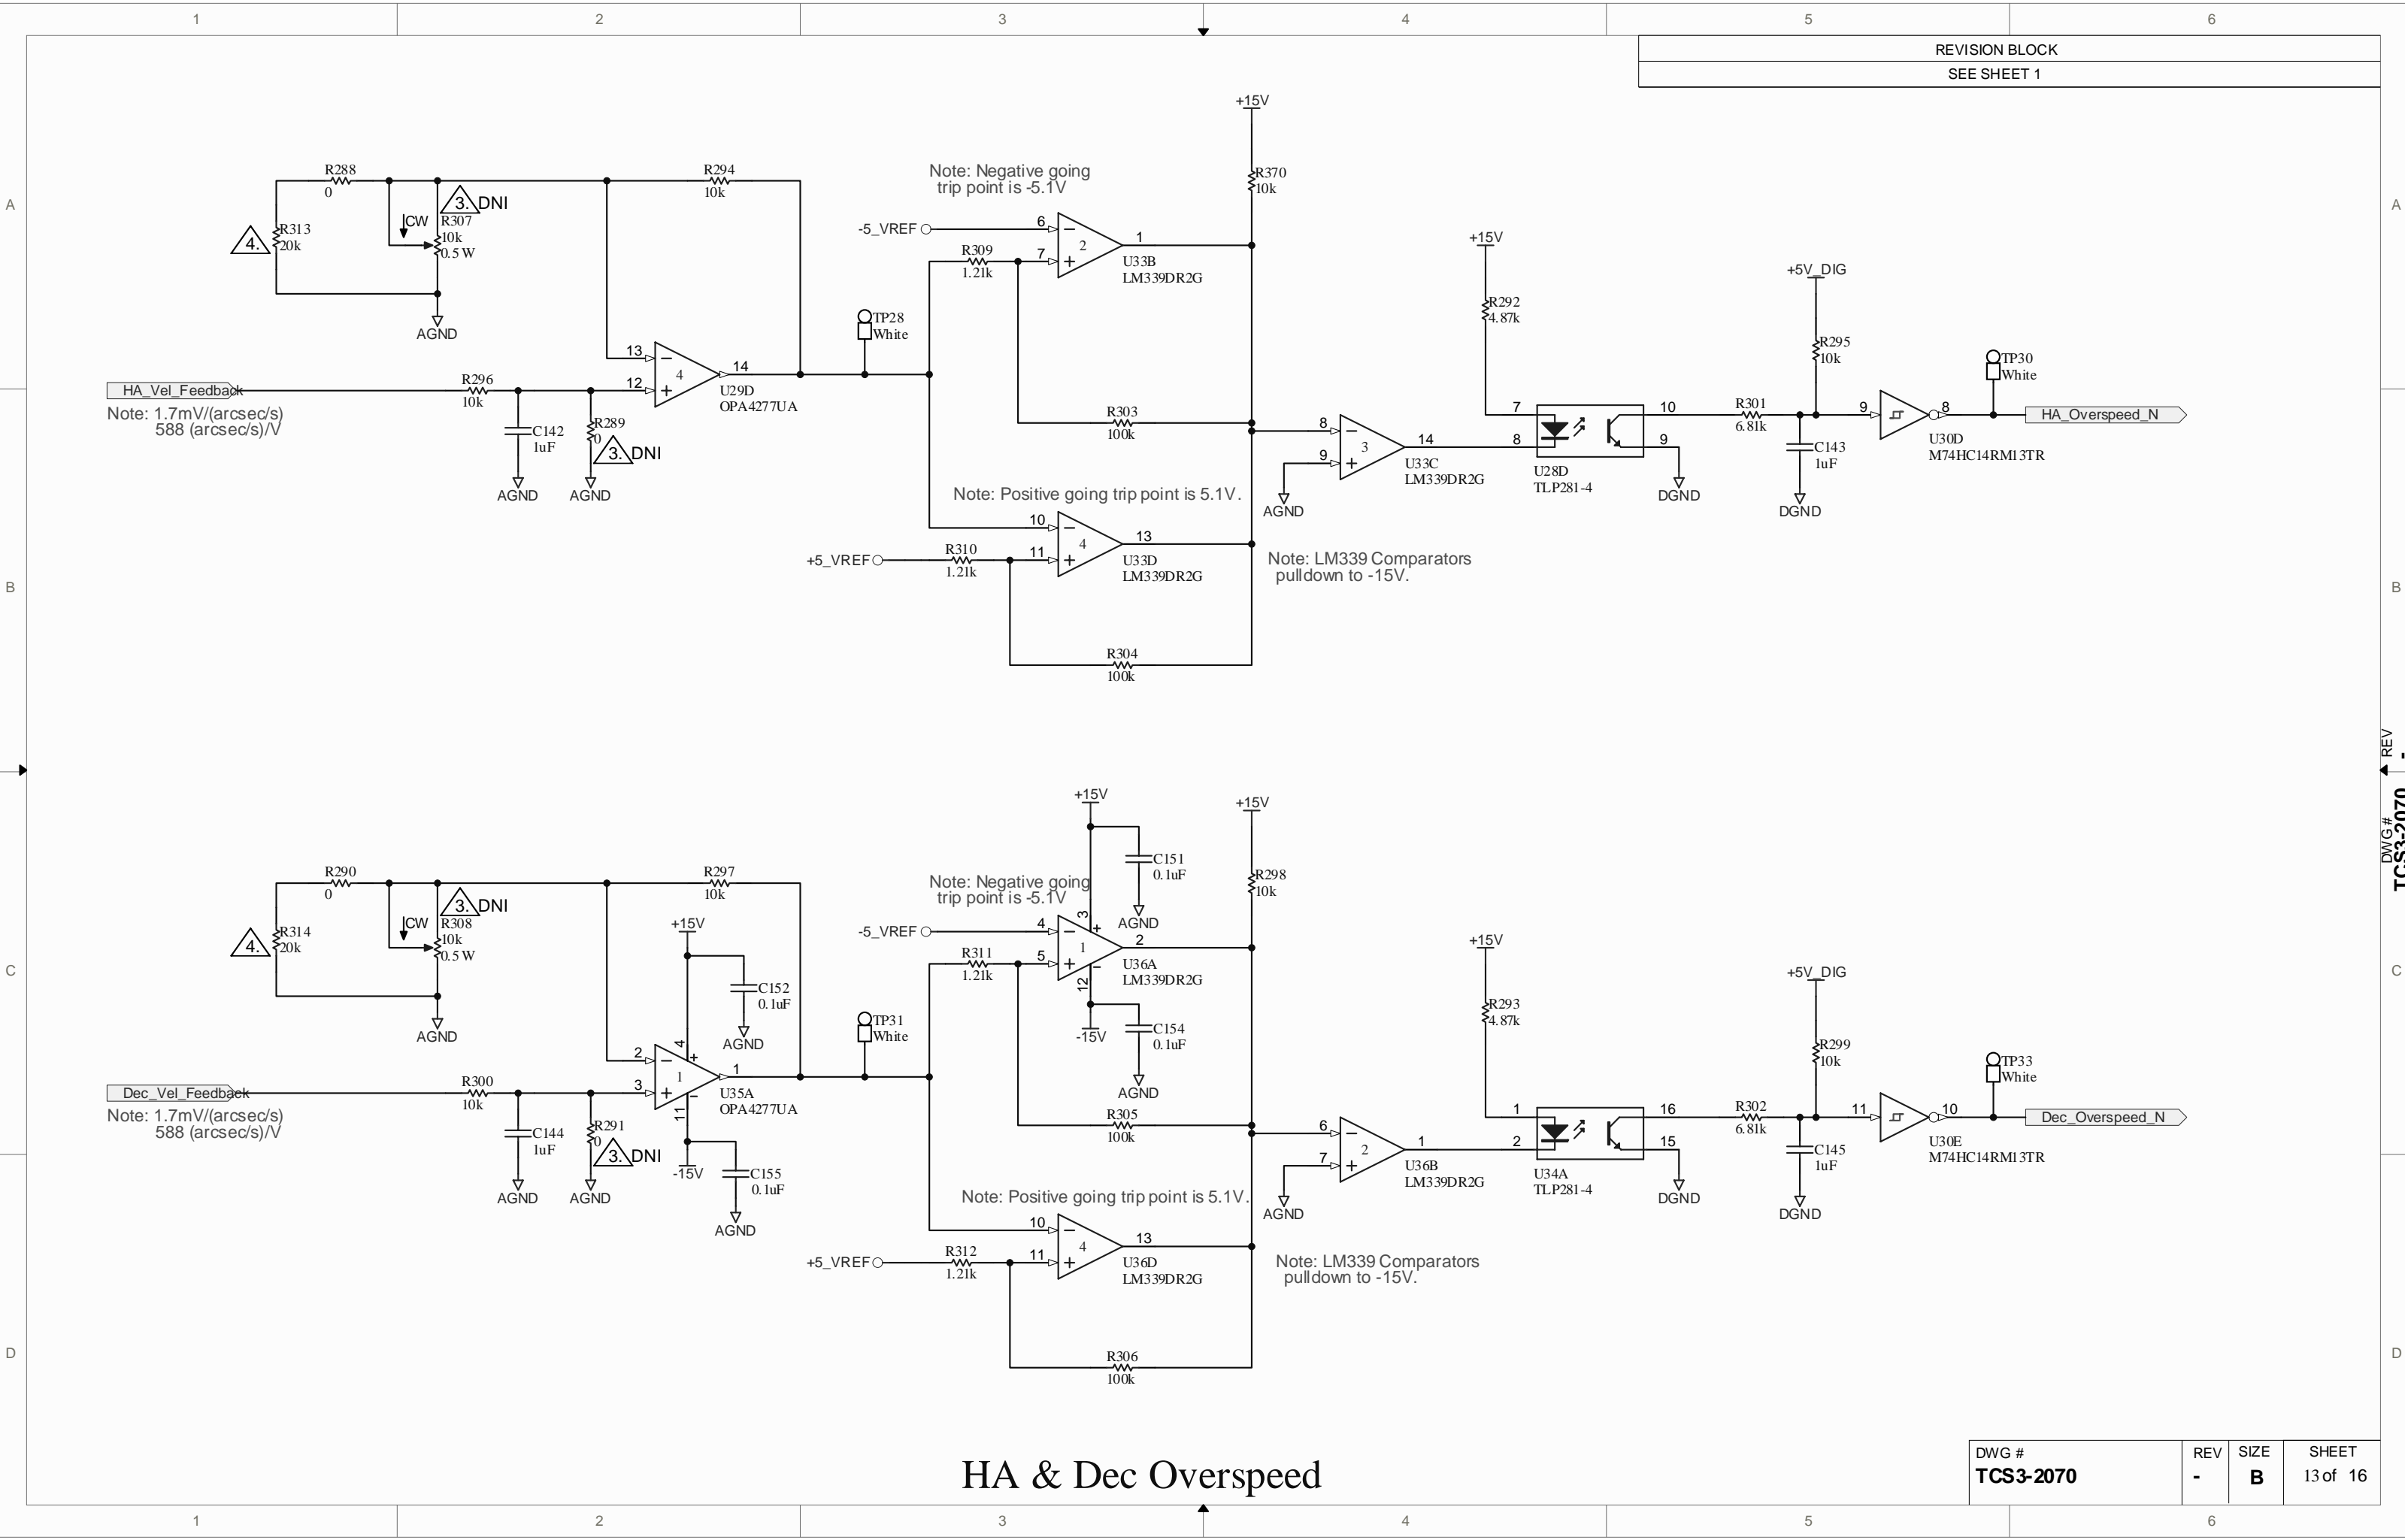 1 2 3 4 5 6
REVISION BLOCK
SEE SHEET 1
A
A
+15V
R288
0
R294
10k
Note: Negative going
trip point is -5.1V
R370
10k
3. DNI
CW
R307
10k
0.5 W
4.
R313
20k
AGND
-5_VREF
6
7
2
1
U33B
LM339DR2G
R309
1.21k
+15V
R292
4.87k
+5V_DIG
R295
10k
TP28
White
TP30
White
13
12
4
14
U29D
OPA4277UA
HA_Vel_Feedback
Note: 1.7mV/(arcsec/s)
588 (arcsec/s)/V
R296
10k
C142
1uF
R289
0
3. DNI
AGND
AGND
R303
100k
8
9
3
14
U33C
LM339DR2G
AGND
7
8
10
9
U28D
TLP281-4
DGND
R301
6.81k
C143
1uF
DGND
9
8
U30D
M74HC14RM13TR
HA_Overspeed_N
Note: Positive going trip point is 5.1V.
10
11
4
13
U33D
LM339DR2G
+5_VREF
R310
1.21k
Note: LM339 Comparators
pulldown to -15V.
B
B
R304
100k
REV
-
DWG #
TCS3-2070
+15V
+15V
C151
0.1uF
AGND
R290
0
R297
10k
Note: Negative going
trip point is -5.1V
R298
10k
3. DNI
CW
R308
10k
0.5 W
4.
R314
20k
AGND
+15V
C152
0.1uF
AGND
-5_VREF
4
5
3
+
1
-
12
2
U36A
LM339DR2G
R311
1.21k
-15V
C154
0.1uF
AGND
+15V
R293
4.87k
+5V_DIG
R299
10k
C
C
TP31
White
TP33
White
2
3
4
+
1
-
11
1
U35A
OPA4277UA
-15V
C155
0.1uF
AGND
Dec_Vel_Feedback
Note: 1.7mV/(arcsec/s)
588 (arcsec/s)/V
R300
10k
C144
1uF
R291
0
3. DNI
AGND
AGND
R305
100k
6
7
2
1
U36B
LM339DR2G
AGND
1
2
16
15
U34A
TLP281-4
DGND
R302
6.81k
C145
1uF
DGND
11
10
U30E
M74HC14RM13TR
Dec_Overspeed_N
Note: Positive going trip point is 5.1V.
10
11
4
13
U36D
LM339DR2G
+5_VREF
R312
1.21k
Note: LM339 Comparators
pulldown to -15V.
D
D
R306
100k
HA & Dec Overspeed
DWG #
TCS3-2070
REV
-
SIZE
B
SHEET
13 of 16
1 2 3 4 5 6